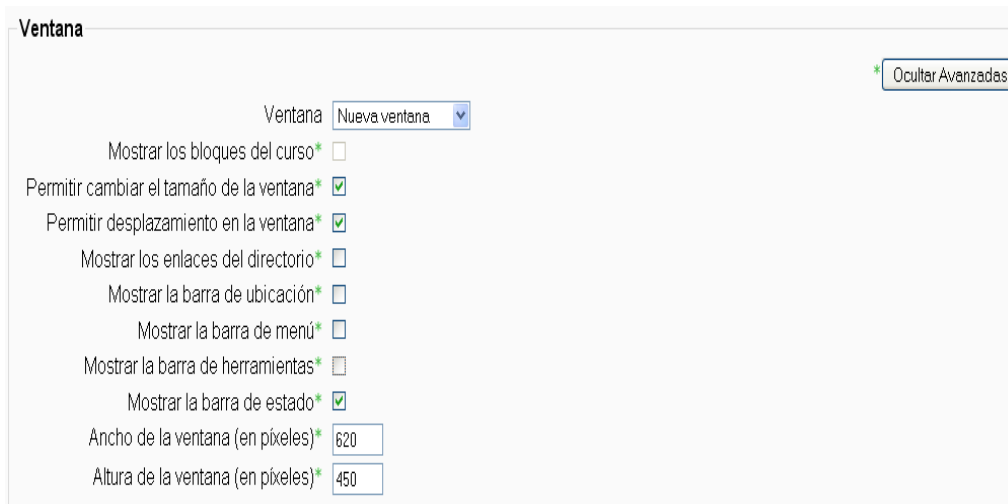 Ventana
* Ocultar Avanzadas
Ventana Nueva ventana
Mostrar los bloques del curso*
Permitir cambiar el tamaño de la ventana*
Permitir desplazamiento en la ventana*
Mostrar los enlaces del directorio*
Mostrar la barra de ubicación*
Mostrar la barra de menú*
Mostrar la barra de herramientas*
Mostrar la barra de estado*
Ancho de la ventana (en píxeles)* 620
Altura de la ventana (en píxeles)* 450